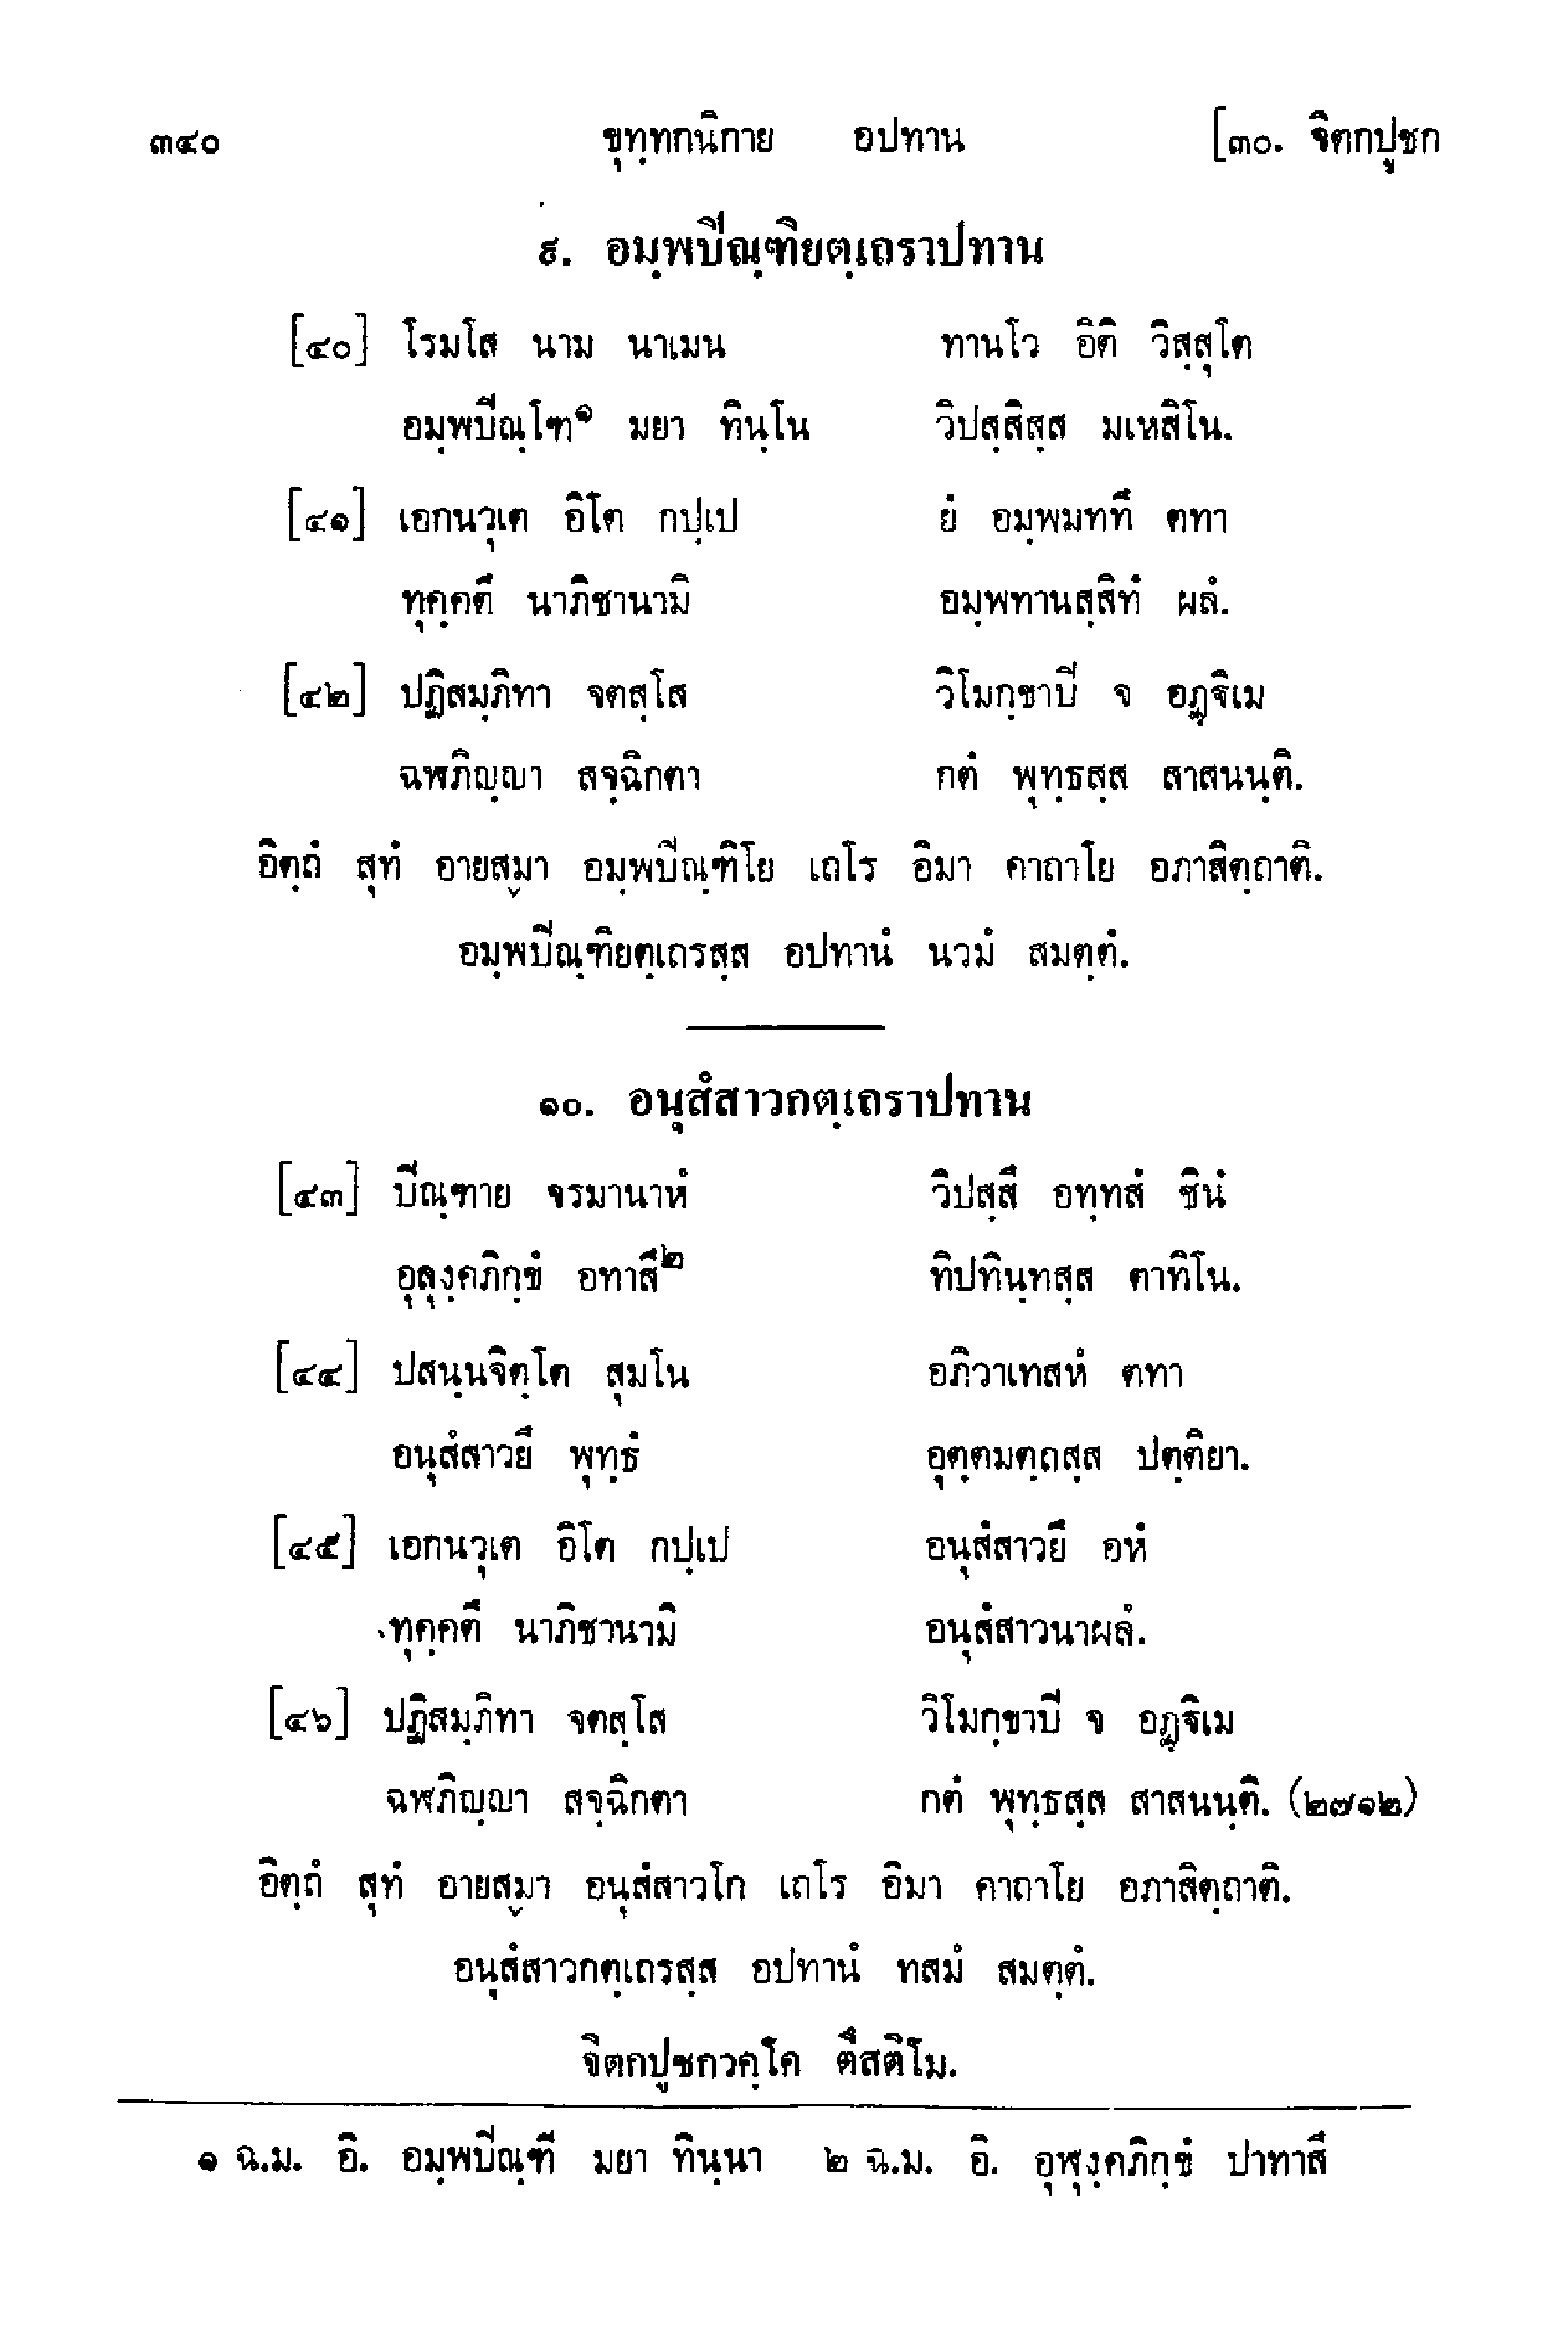 ๓๔๐ ขุทฺทกนิกาย อปทาน [๓๐. จิตกปูชก
๙. อมฺพปิณฺฑิยตฺเถราปทาน
[๔๐] โรมโส นาม นาเมน ทานโว อิติ วิสฺสุโต
อมฺพปิณฺโฑ๑ มยา ทินฺโน วิปสฺสิสฺส มเหสิโน.
[๔๑] เอกนวุเต อิโต กปฺเป ยํ อมฺพมททึ ตทา
ทุคฺคตึ นาภิชานามิ อมฺพทานสฺสิทํ ผลํ.
[๔๒] ปฏิสมฺภิทา จตสฺโส วิโมกฺขาปิ จ อฏฺฐิเม
ฉฬภิญฺญา สจฺฉิกตา กตํ พุทฺธสฺส สาสนนฺติ.
อิตฺถํ สุทํ อายสฺมา อมฺพปิณฺฑิโย เถโร อิมา คาถาโย อภาสิตฺถาติ.
อมฺพปิณฺฑิยตฺเถรสฺส อปทานํ นวมํ สมตฺตํ.
๑๐. อนุสํสาวกตฺเถราปทาน
[๔๓] ปิณฺฑาย จรมานาหํ วิปสฺสึ อทฺทสํ ชินํ
อุลุงฺคภิกฺขํ อทาสึ๒ ทิปทินฺทสฺส ตาทิโน.
[๔๔] ปสนฺนจิตฺโต สุมโน อภิวาเทสหํ ตทา
อนุสํสาวยึ พุทฺธํ อุตฺตมตฺถสฺส ปตฺติยา.
[๔๕] เอกนวุเต อิโต กปฺเป อนุสํสาวยึ อหํ
ทุคฺคตึ นาภิชานามิ อนุสํสาวนาผลํ.
[๔๖] ปฏิสมฺภิทา จตสฺโส วิโมกฺขาปิ จ อฏฺฐิเม
ฉฬภิญฺญา สจฺฉิกตา กตํ พุทฺธสฺส สาสนนฺติ. (๒๗๑๒)
อิตฺถํ สุทํ อายสฺมา อนุสํสาวโก เถโร อิมา คาถาโย อภาสิตฺถาติ.
อนุสํสาวกตฺเถรสฺส อปทานํ ทสมํ สมตฺตํ.
จิตกปูชกวคฺโค ตึสติโม.
๑ ฉ.ม. อิ. อมฺพปิณฺฑี มยา ทินฺนา ๒ ฉ.ม. อิ. อุฬุงฺคภิกฺขํ ปาทาสึ